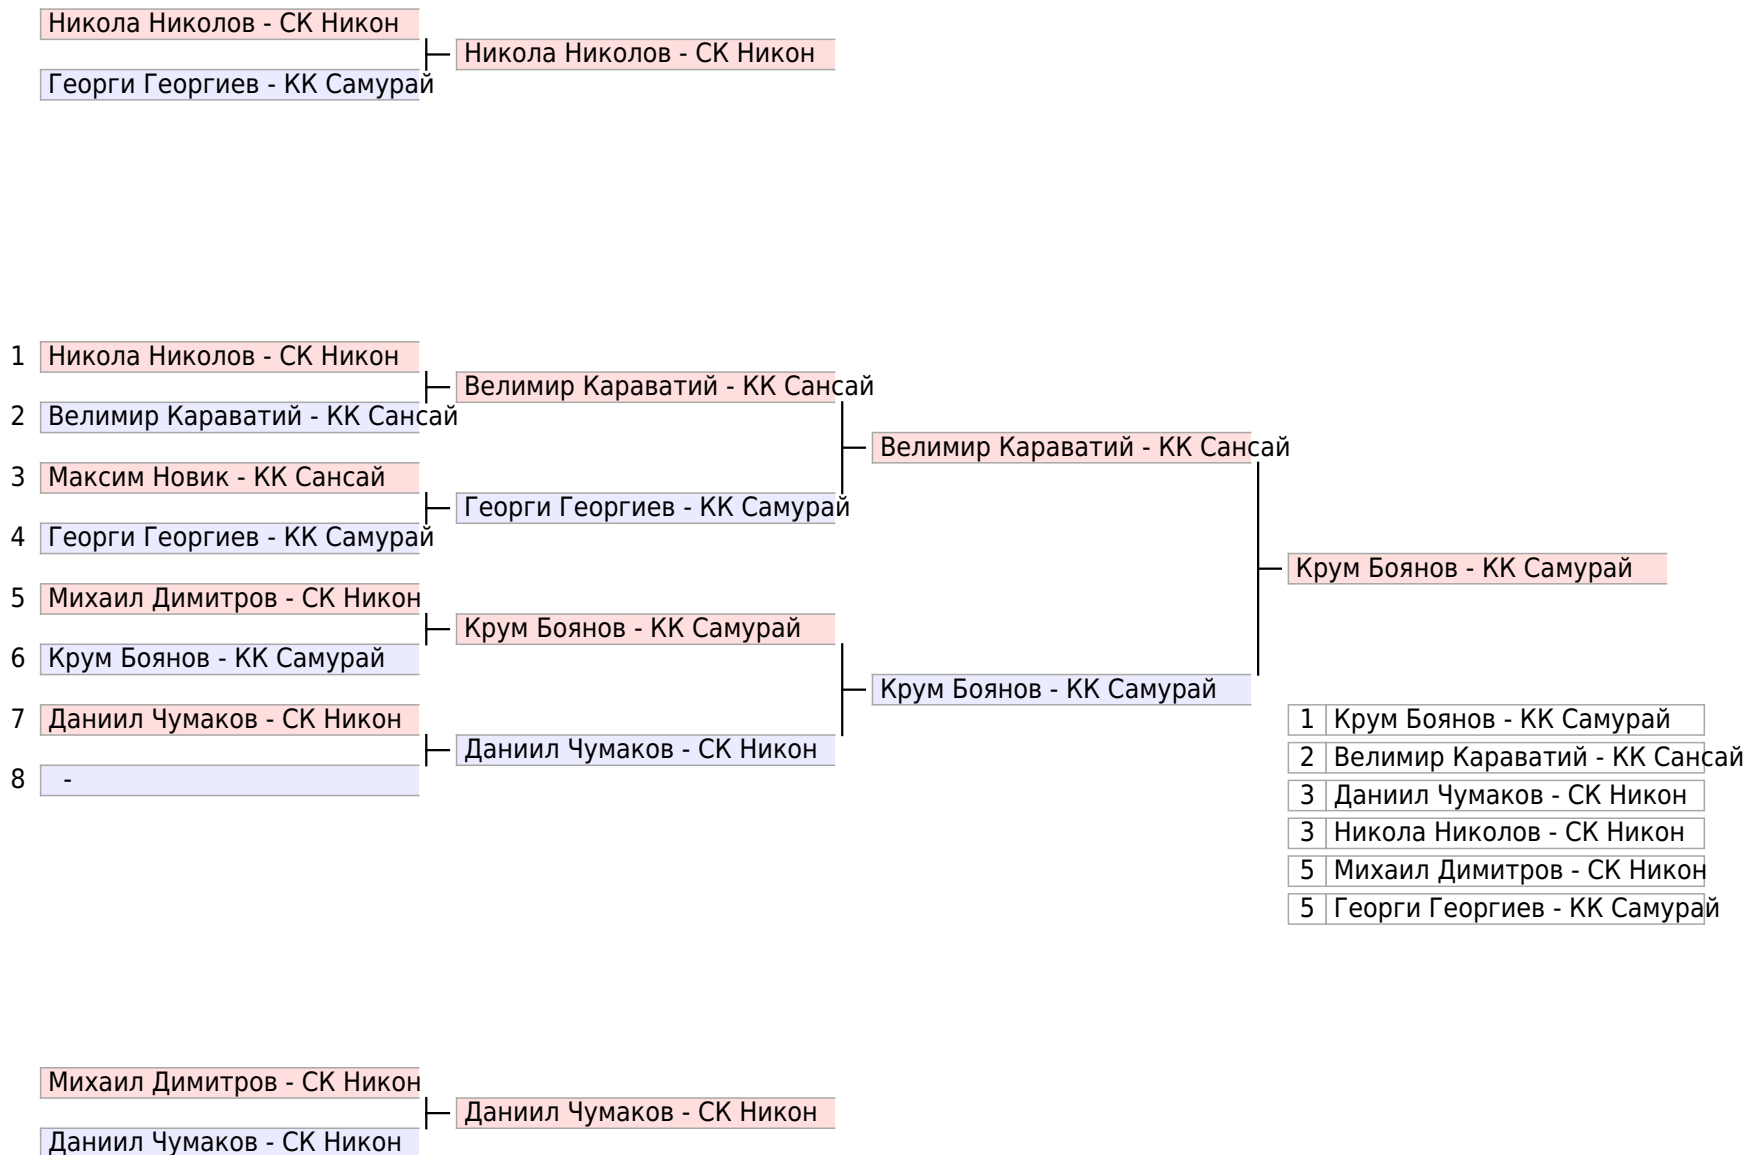 Никола Николов - СК Никон
Никола Николов - СК Никон
Георги Георгиев - КК Самурай
1 Никола Николов - СК Никон
Велимир Караватий - КК Сансай
2 Велимир Караватий - КК Сансай
Велимир Караватий - КК Сансай
3 Максим Новик - КК Сансай
Георги Георгиев - КК Самурай
4 Георги Георгиев - КК Самурай
Крум Боянов - КК Самурай
5 Михаил Димитров - СК Никон
Крум Боянов - КК Самурай
6 Крум Боянов - КК Самурай
Крум Боянов - КК Самурай
7 Даниил Чумаков - СК Никон
Даниил Чумаков - СК Никон
8 -
1 Крум Боянов - КК Самурай
2 Велимир Караватий - КК Сансай
3 Даниил Чумаков - СК Никон
3 Никола Николов - СК Никон
5 Михаил Димитров - СК Никон
5 Георги Георгиев - КК Самурай
Михаил Димитров - СК Никон
Даниил Чумаков - СК Никон
Даниил Чумаков - СК Никон